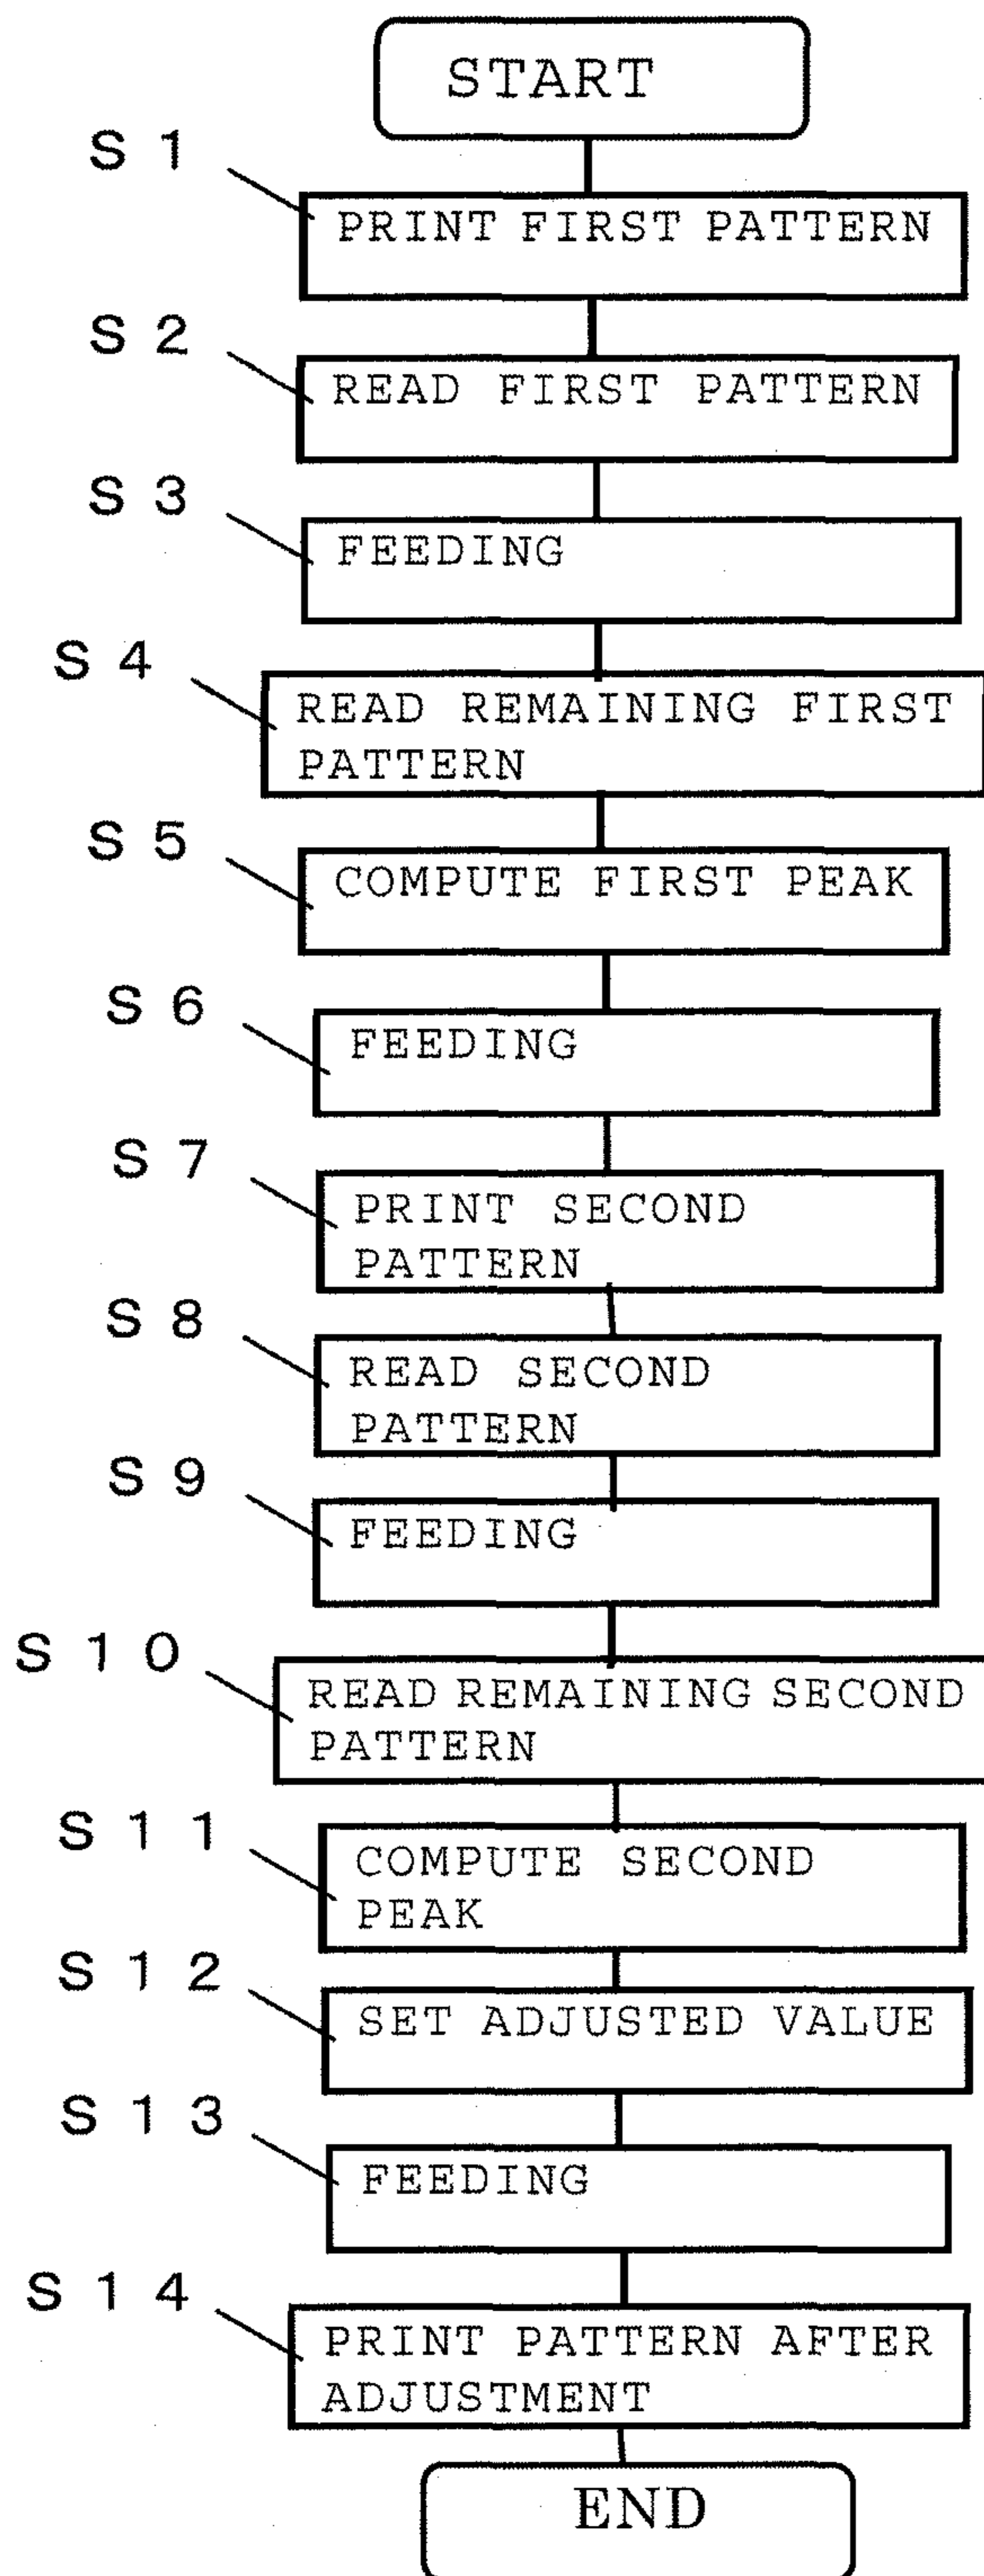 START
S 1
PRINT FIRST PATTERN
S 2
READ FIRST PATTERN
S 3
FEEDING
S 4
READ REMAINING FIRST
PATTERN
S 5
COMPUTE FIRST PEAK
S 6
FEEDING
S 7
PRINT SECOND
PATTERN
S 8
READ SECOND
PATTERN
S 9
FEEDING
S 1 0
READ REMAINING SECOND
PATTERN
S 1 1
COMPUTE SECOND
PEAK
S 1 2
SET ADJUSTED VALUE
S 1 3
FEEDING
S 1 4
PRINT PATTERN AFTER
ADJUSTMENT
END